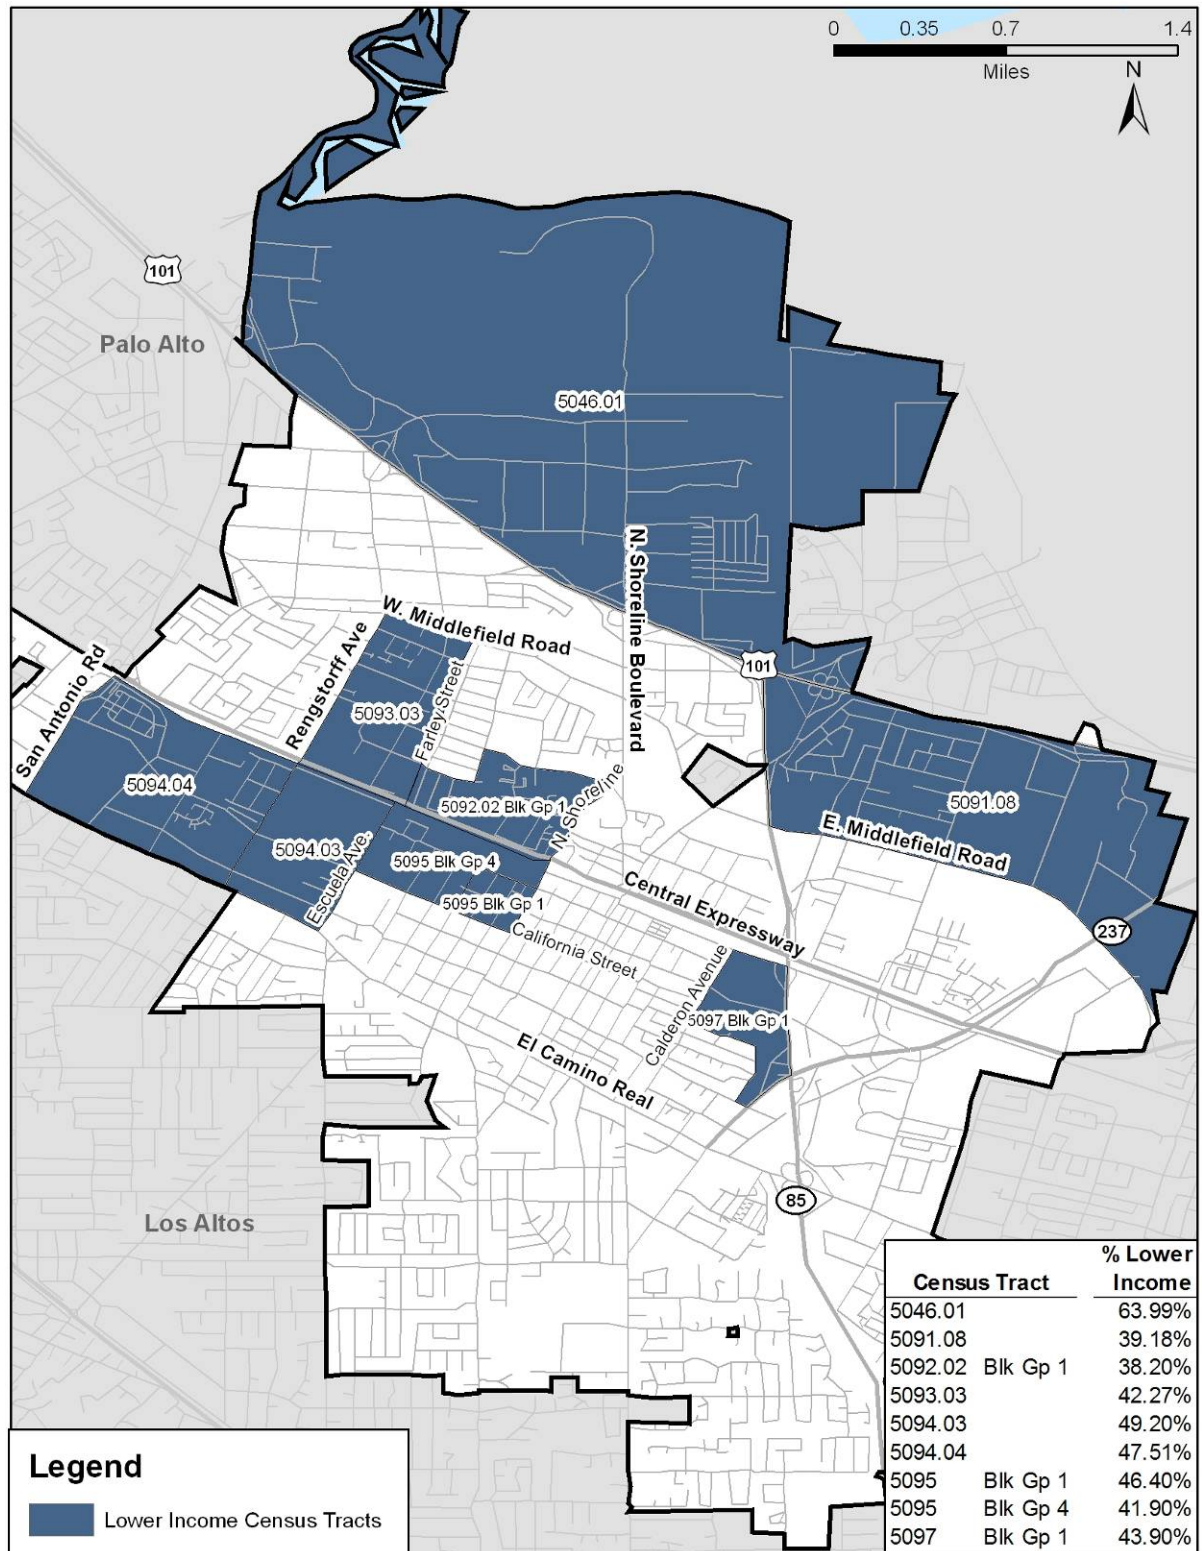 0 0.35 0.7 1.4
Miles
N
101
Palo Alto
5046.01
N. Shoreline Boulevard
W. Middlefield Road
Rengstorff Ave
Farley Street
San Antonio Rd
101
5093.03
5094.04
5092.02 Blk Gp 1
N. Shoreline
5091.08
E. Middlefield Road
5094.03
Escuela Ave.
5095 Blk Gp 4
5095 Blk Gp 1
Central Expressway
California Street
237
Calderon Avenue
5097 Blk Gp 1
El Camino Real
85
Los Altos
% Lower
Census Tract Income
5046.01 63.99%
5091.08 39.18%
5092.02 Blk Gp 1 38.20%
5093.03 42.27%
5094.03 49.20%
5094.04 47.51%
5095 Blk Gp 1 46.40%
5095 Blk Gp 4 41.90%
5097 Blk Gp 1 43.90%
Legend
Lower Income Census Tracts